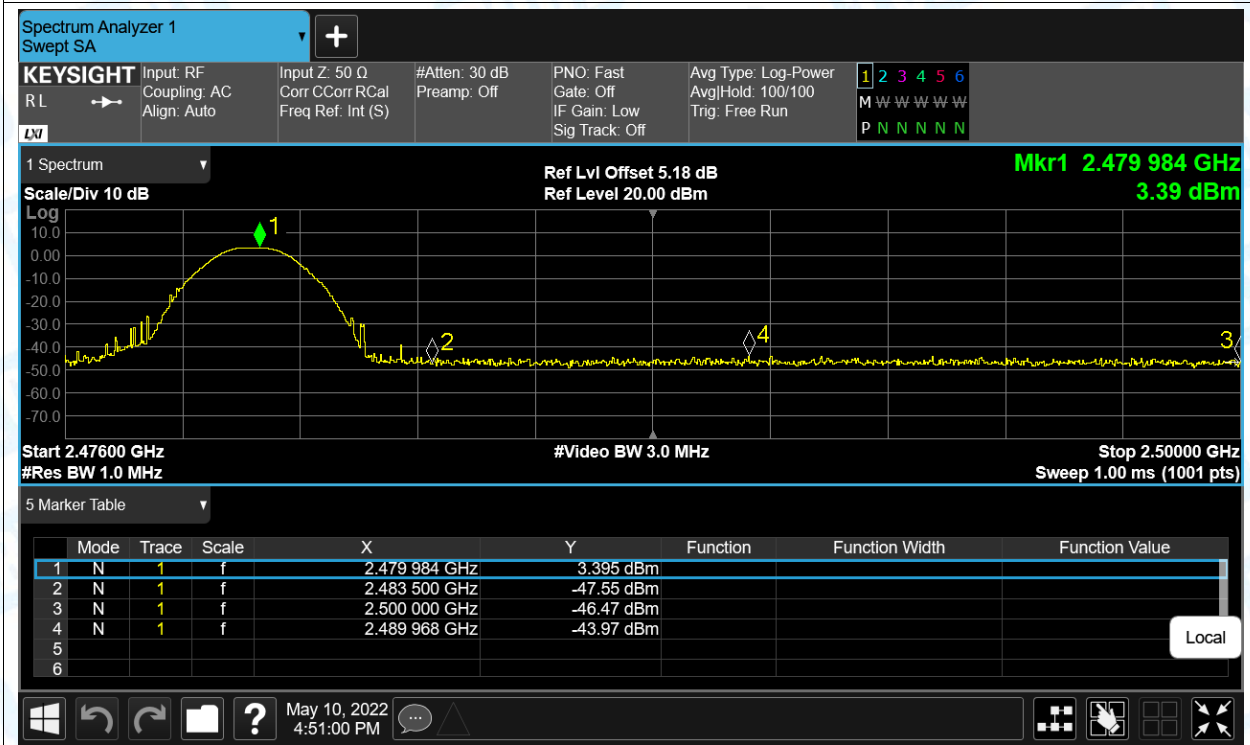 Spectrum Analyzer 1
Swept SA
KEYSIGHT
R L
LXI
Input: RF
Coupling: AC
Align: Auto
Input Z: 50 Ω
Corr CCorr RCal
Freq Ref: Int (S)
#Atten: 30 dB
Preamp: Off
PNO: Fast
Gate: Off
IF Gain: Low
Sig Track: Off
Avg Type: Log-Power
Avg|Hold: 100/100
Trig: Free Run
1 2 3 4 5 6
M W W W W W
P N N N N N
1 Spectrum
Scale/Div 10 dB
Ref Lvl Offset 5.18 dB
Ref Level 20.00 dBm
Mkr1 2.479 984 GHz
3.39 dBm
Log
10.0
0.00
-10.0
-20.0
-30.0
-40.0
-50.0
-60.0
-70.0
1
2
4
3
Start 2.47600 GHz
#Res BW 1.0 MHz
#Video BW 3.0 MHz
Stop 2.50000 GHz
Sweep 1.00 ms (1001 pts)
5 Marker Table
Mode Trace Scale X Y Function Function Width Function Value
1 N 1 f 2.479 984 GHz 3.395 dBm
2 N 1 f 2.483 500 GHz -47.55 dBm
3 N 1 f 2.500 000 GHz -46.47 dBm
4 N 1 f 2.489 968 GHz -43.97 dBm
5
6
Local
?
May 10, 2022
4:51:00 PM